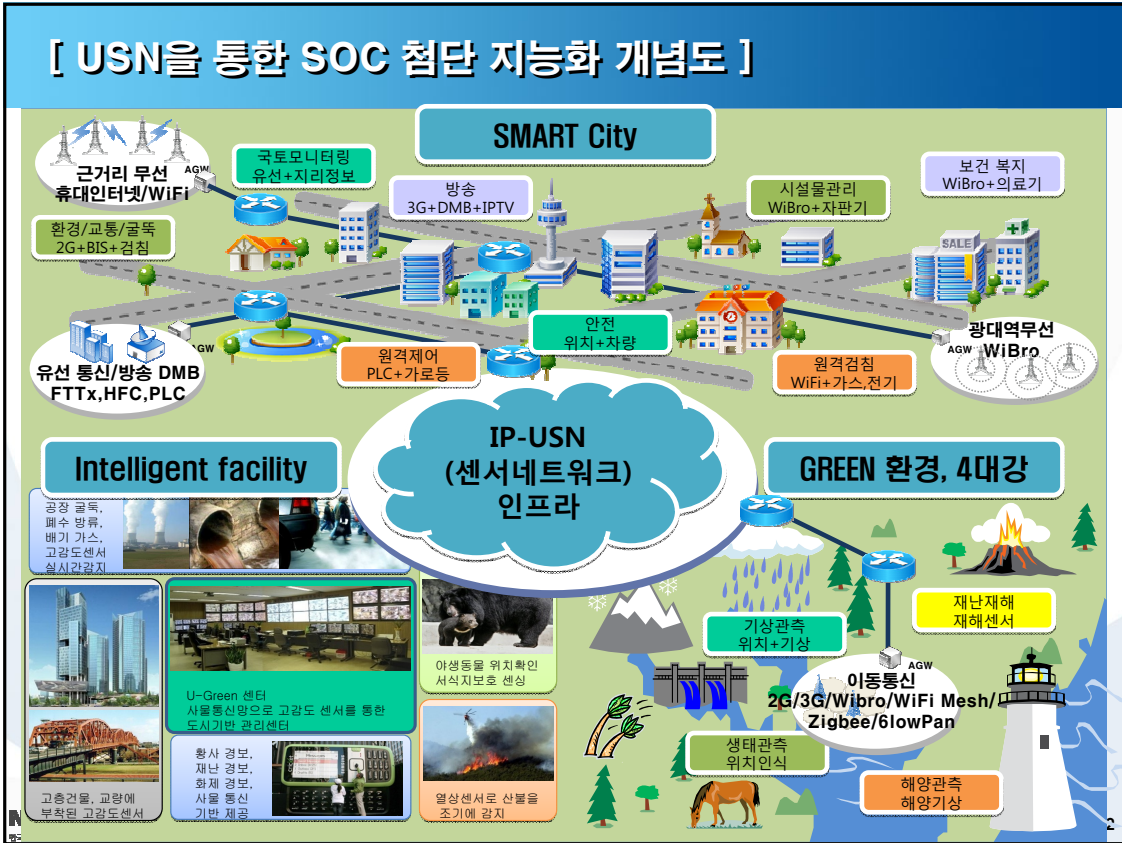 [ USN을 통한 SOC 첨단 지능화 개념도 ]
SMART City
근거리 무선
휴대인터넷/WiFi
AGW
국토모니터링
유선+지리정보
방송
3G+DMB+IPTV
시설물관리
WiBro+자판기
보건 복지
WiBro+의료기
환경/교통/굴뚝
2G+BIS+검침
SALE
AGW
유선 통신/방송 DMB
FTTx,HFC,PLC
원격제어
PLC+가로등
안전
위치+차량
원격검침
WiFi+가스,전기
광대역무선
AGW
WiBro
IP-USN
(센서네트워크)
인프라
Intelligent facility
공장 굴뚝,
폐수 방류,
배기 가스,
고감도센서
실시간감지
고층건물, 교량에
부착된 고감도센서
U-Green 센터
사물통신망으로 고감도 센서를 통한
도시기반 관리센터
황사 경보,
재난 경보,
화제 경보,
사물 통신
기반 제공
야생동물 위치확인
서식지보호 센싱
열상센서로 산불을
조기에 감지
GREEN 환경, 4대강
재난재해
재해센서
기상관측
위치+기상
AGW
이동통신
2G/3G/Wibro/WiFi Mesh/
Zigbee/6lowPan
생태관측
위치인식
해양관측
해양기상
2